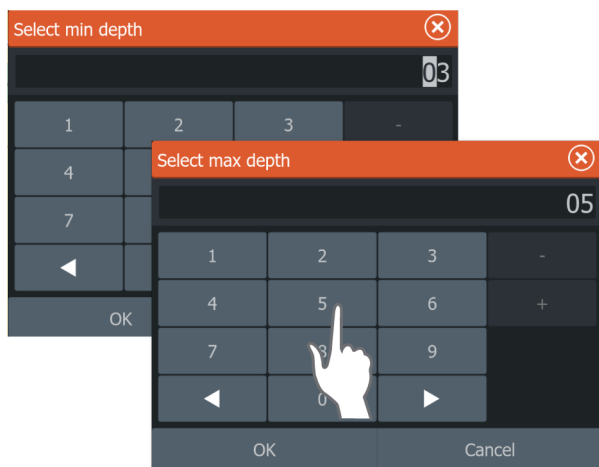 Select min depth
03
1 2 3 -
4
7
OK
Select max depth
05
1 2 3 -
4 5 6 +
7 8 9
0
OK Cancel